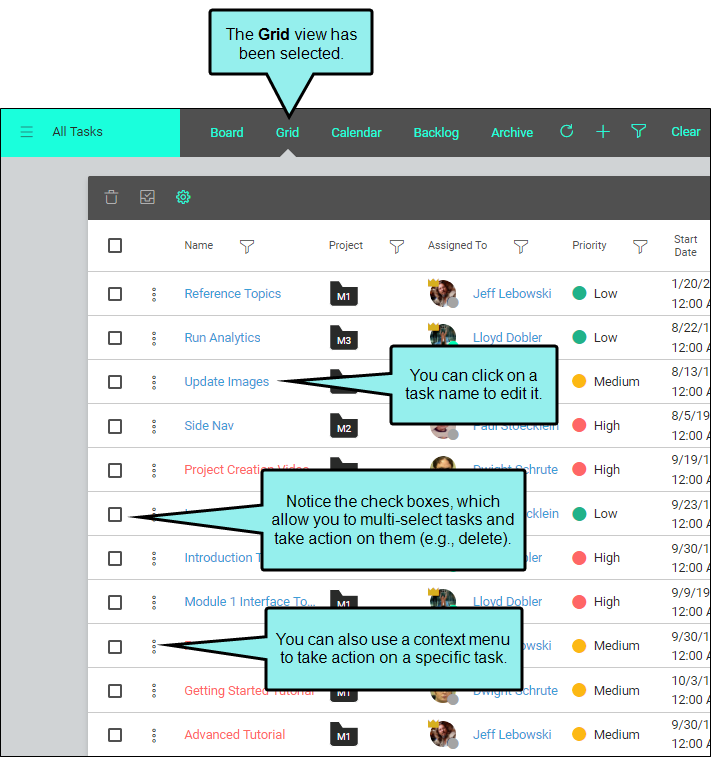 The Grid view has
been selected.
All Tasks
Board
Grid
Calendar
Backlog
Archive
Clear
Name
Project
Assigned To
Priority
Start
Date
Reference Topics
M1
Jeff Lebowski
Low
1/20/2
12:00 A
Run Analytics
M3
Lloyd Dobler
Low
8/22/1
12:00 A
You can click on a
task name to edit it.
Update Images
Medium
8/13/1
12:00 A
Side Nav
M2
Paul Stoecklein
High
8/5/19
12:00 A
Project Creation Video
Dwight Schrute
High
9/19/1
12:00 A
Notice the check boxes, which
allow you to multi-select tasks and
take action on them (e.g., delete).
ecklein
Low
9/23/1
12:00 A
Introduction T
bler
High
9/30/1
12:00 A
Module 1 Interface To...
M1
Lloyd Dobler
High
9/9/19
12:00 A
You can also use a context menu
to take action on a specific task.
owski
Medium
9/30/1
12:00 A
Getting Started Tutorial
M1
Dwight Schrute
Medium
10/3/1
12:00 A
Advanced Tutorial
M1
Jeff Lebowski
Medium
9/30/1
12:00 A